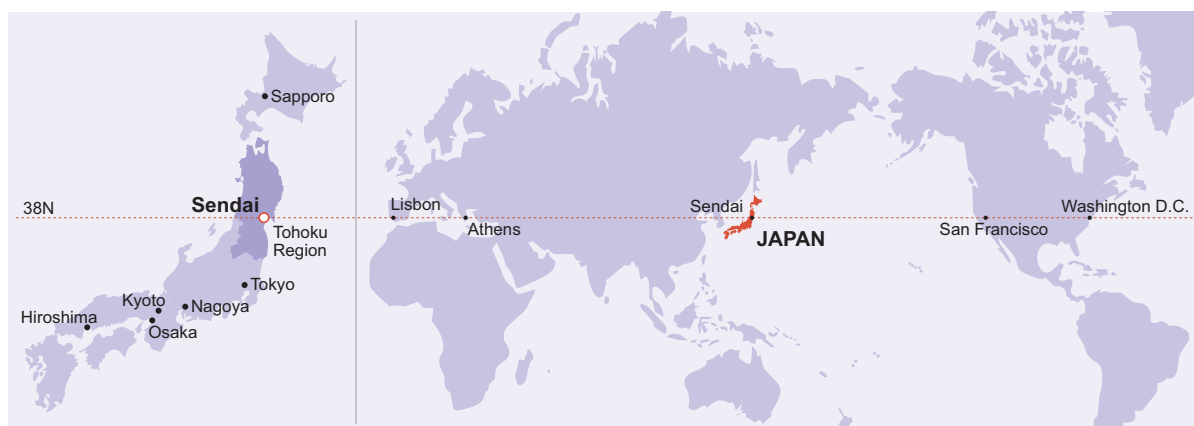 Sapporo
38N
Sendai
Tohoku
Region
Tokyo
Kyoto
Nagoya
Hiroshima
Osaka
Lisbon
Athens
Sendai
JAPAN
San Francisco
Washington D.C.